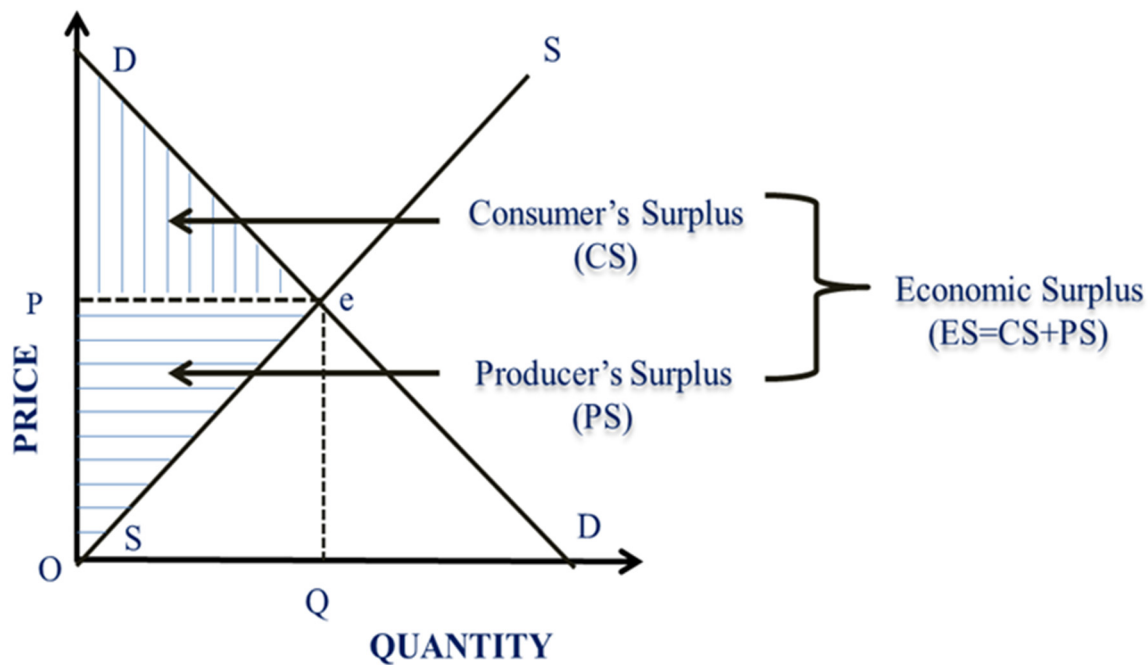 D
S
Consumer's Surplus
(CS)
P
e
Economic Surplus
(ES=CS+PS)
PRICE
Producer's Surplus
(PS)
S
D
O
Q
QUANTITY